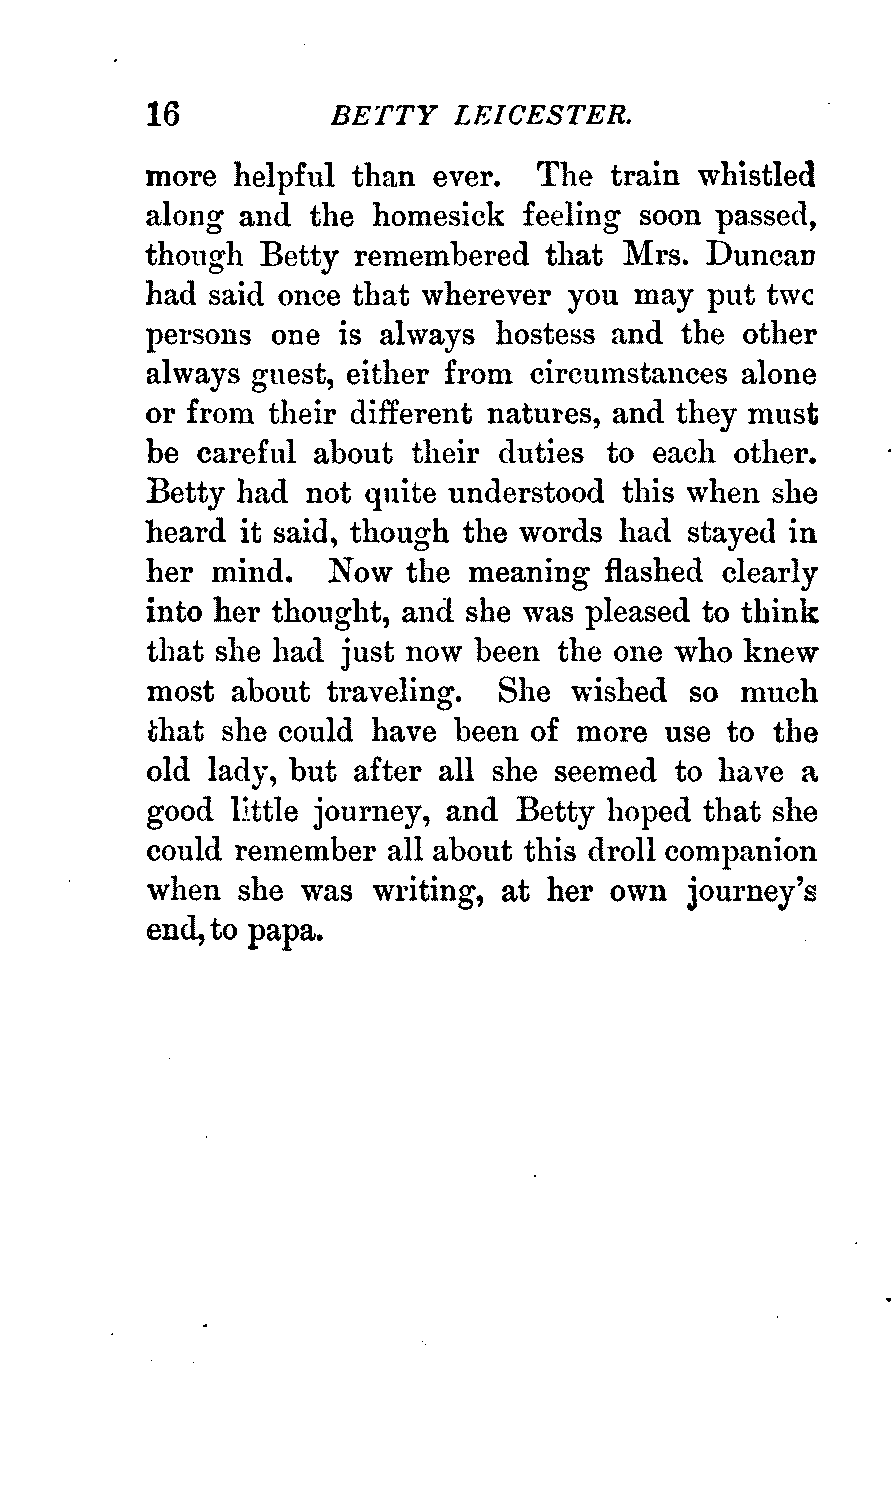 16 BETTY LEICESTER.
more helpful than ever. The train whistled
along and the homesick feeling soon passed,
though Betty remembered that Mrs. Duncan
had said once that wherever you may put two
persons one is always hostess and the other
always guest, either from circumstances alone
or from their different natures, and they must
be careful about their duties to each other.
Betty had not quite understood this when she
heard it said, though the words had stayed in
her mind. Now the meaning flashed clearly
into her thought, and she was pleased to think
that she had just now been the one who knew
most about traveling. She wished so much
that she could have been of more use to the
old lady, but after all she seemed to have a
good little journey, and Betty hoped that she
could remember all about this droll companion
when she was writing, at her own journey's
end, to papa.